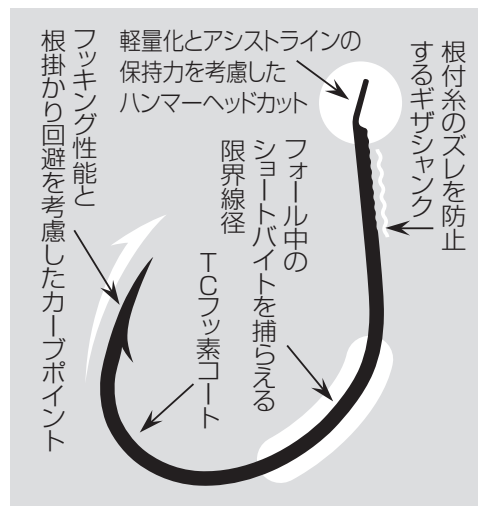 軽量化とアシストラインの
保持力を考慮した
ハンマーヘッドカット
根付糸のズレを防止
するギザシャンク
フォール中の
ショートバイトを捕らえる
限界線径
TCフッ素コート
フッキング性能と
根掛かり回避を考慮したカーブポイント